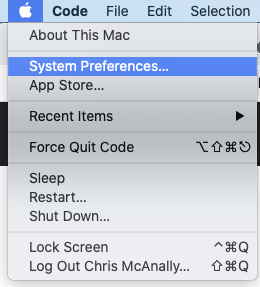 Code File Edit Selection
About This Mac
System Preferences...
App Store...
Recent Items ▶
Force Quit Code ⌥⇧⌘⎋
Sleep
Restart...
Shut Down...
Lock Screen ^⌘Q
Log Out Chris McAnally... ⇧⌘Q